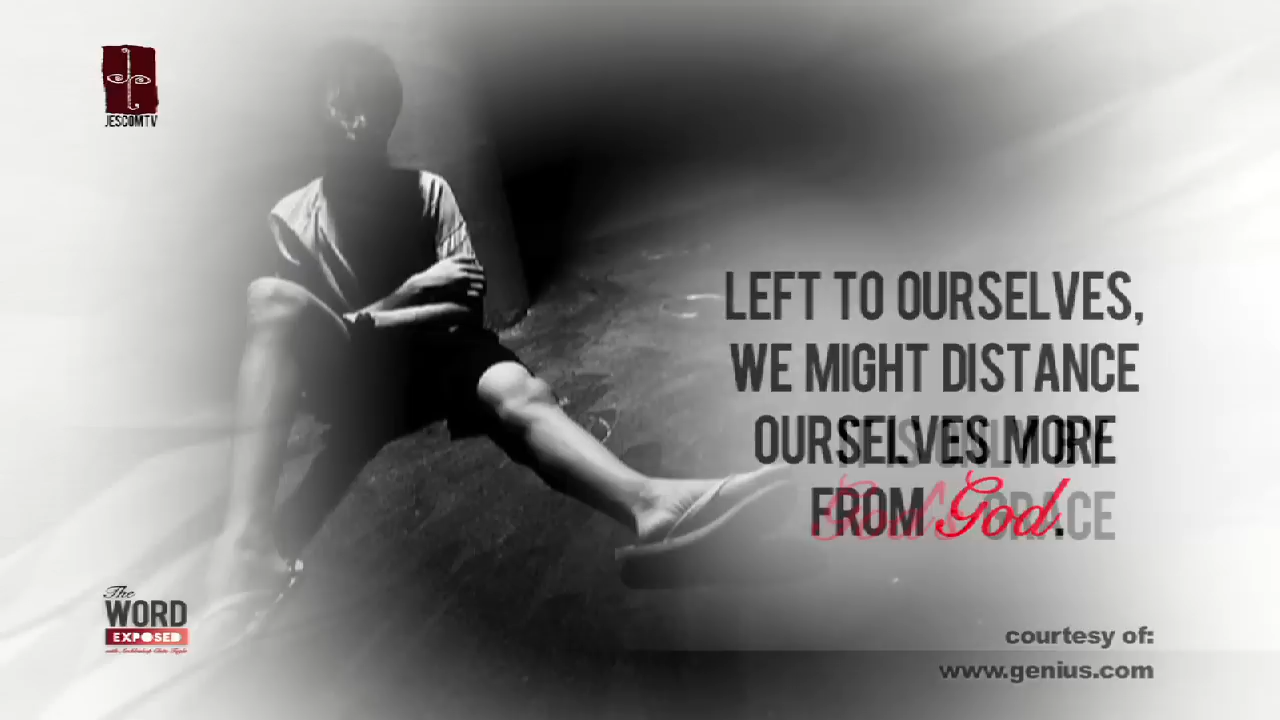 JESCOMTV
LEFT TO OURSELVES,
WE MIGHT DISTANCE
OURSELVES MORE
FROM God.
The
WORD
EXPOSED
courtesy of:
www.genius.com